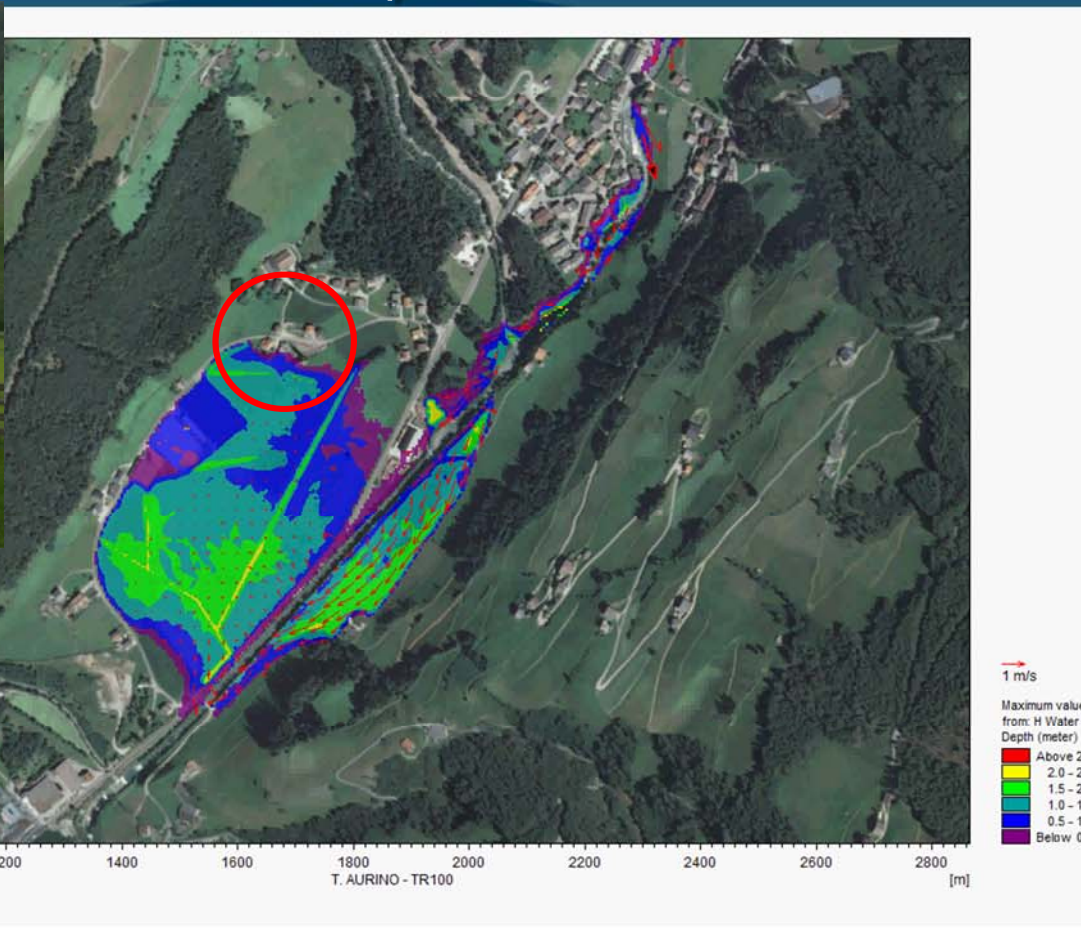 1 m/s
Maximum value
from: H Water
Depth (meter)
Above 2
2.0 - 2
1.5 - 2
1.0 - 1
0.5 - 1
Below 0
200 1400 1600 1800 2000 2200 2400 2600 2800
T. AURINO - TR100 [m]